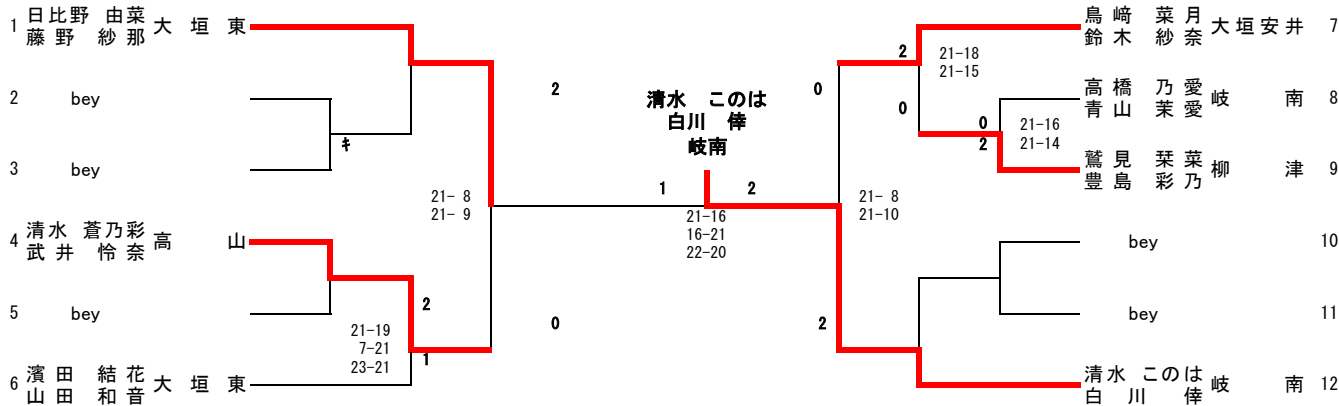 1 日比野 由菜 大垣東
藤野 紗那
2 bey
3 bey
ｷ
4 清水 蒼乃彩 高山
武井 怜奈
5 bey
6 濱田 結花 大垣東
山田 和音
2
1
21-19
7-21
23-21
2
0
21- 8
21- 9
清水 このは
白川 倖
岐南
1 2
21-16
16-21
22-20
鳥﨑 菜月 大垣安井 7
鈴木 紗奈
高橋 乃愛 岐南 8
青山 茉愛
鷲見 栞菜 柳津 9
豊島 彩乃
bey 10
bey 11
清水 このは 岐南 12
白川 倖
2
0
21-18
21-15
0
2
21-16
21-14
0
2
21- 8
21-10